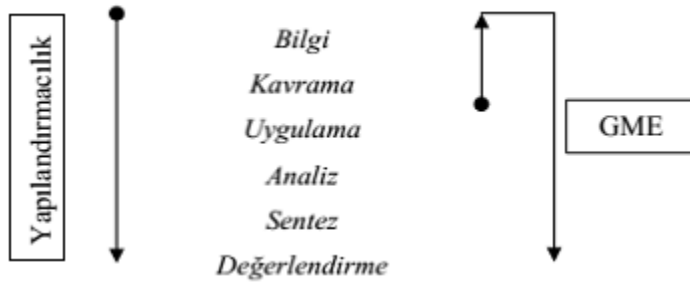 Yapılandırmacılık
Bilgi
Kavrama
Uygulama
Analiz
Sentez
Değerlendirme
GME